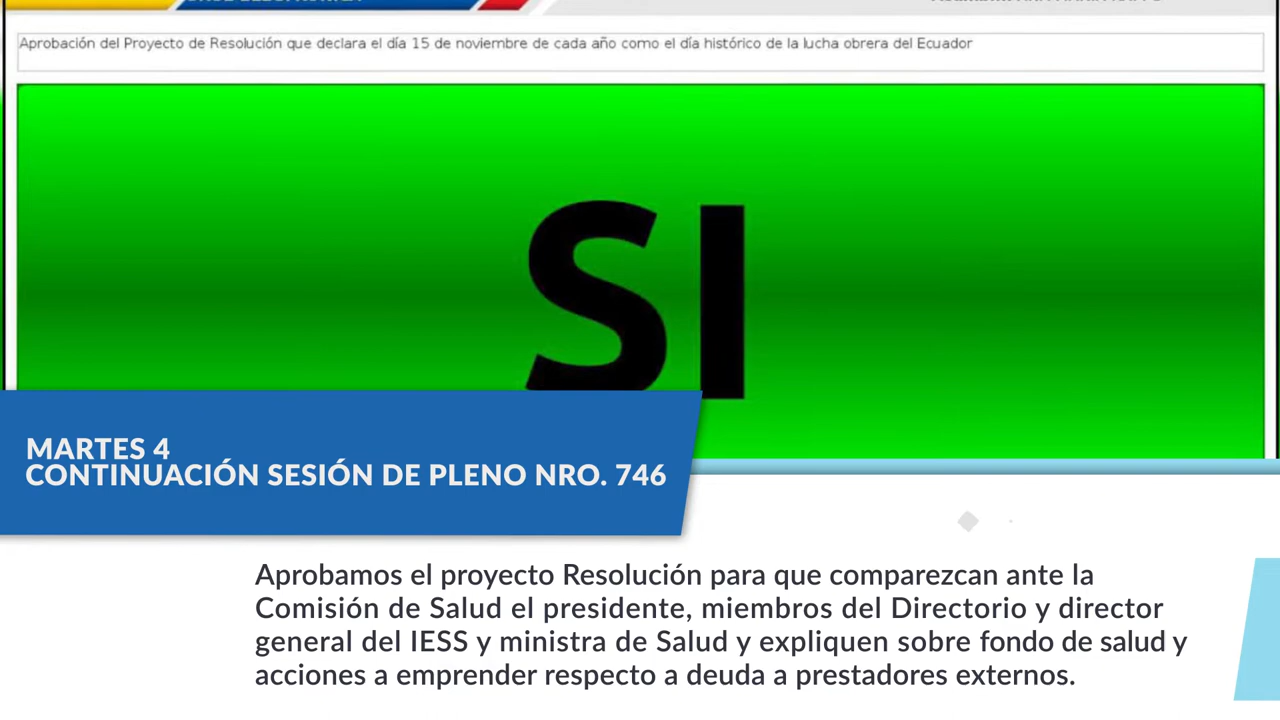 Aprobación del Proyecto de Resolución que declara el día 15 de noviembre de cada año como el día histórico de la lucha obrera del Ecuador
SI
MARTES 4
CONTINUACIÓN SESIÓN DE PLENO NRO. 746
Aprobamos el proyecto Resolución para que comparezcan ante la
Comisión de Salud el presidente, miembros del Directorio y director
general del IESS y ministra de Salud y expliquen sobre fondo de salud y
acciones a emprender respecto a deuda a prestadores externos.